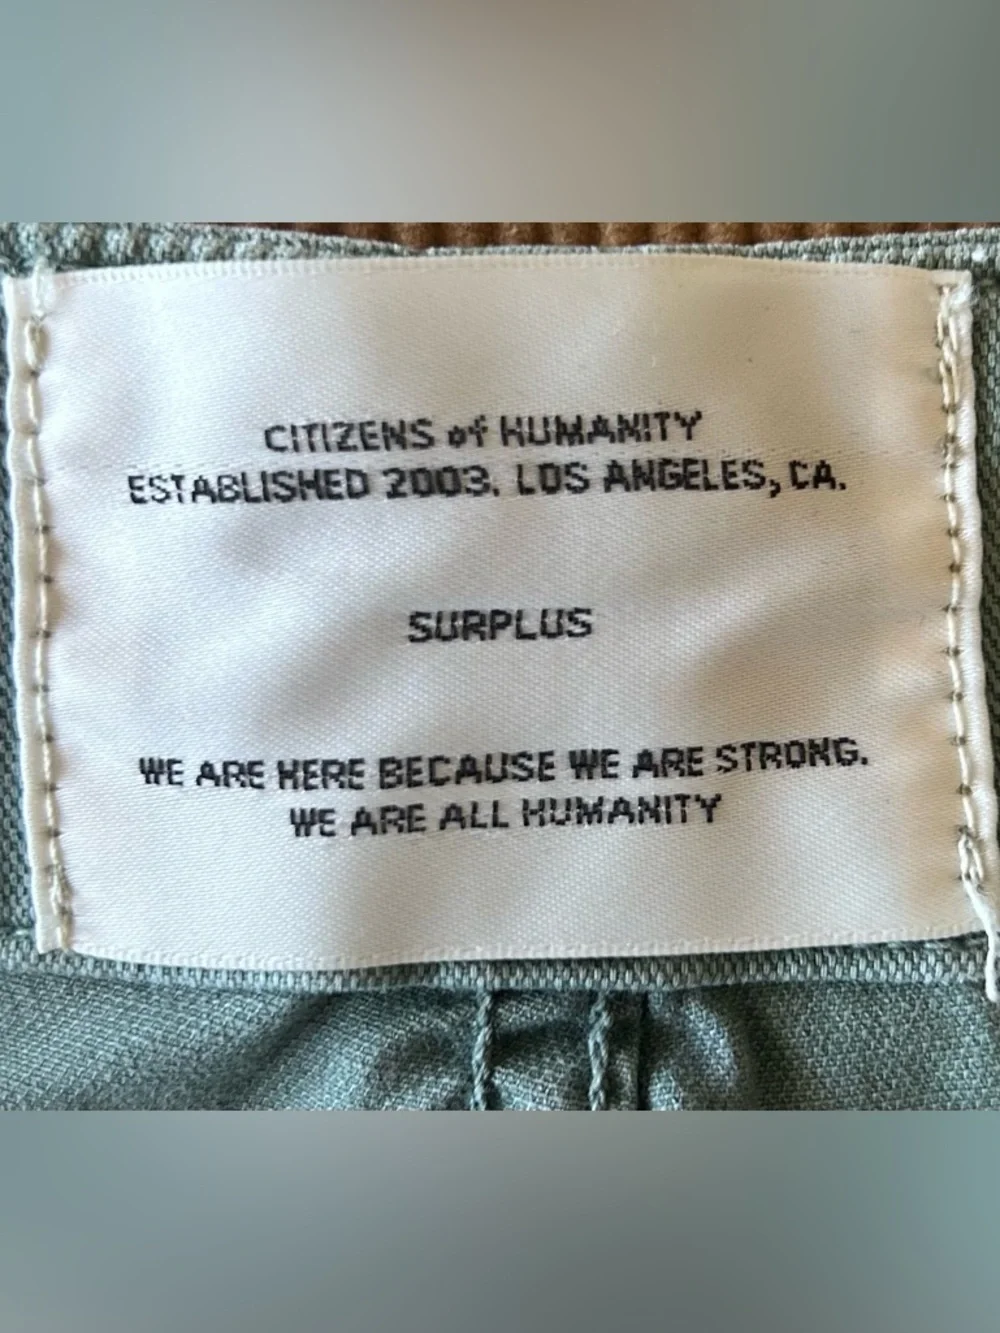 CITIZENS of HUMANITY
ESTABLISHED 2003. LOS ANGELES, CA.
SURPLUS
WE ARE HERE BECAUSE WE ARE STRONG.
WE ARE ALL HUMANITY